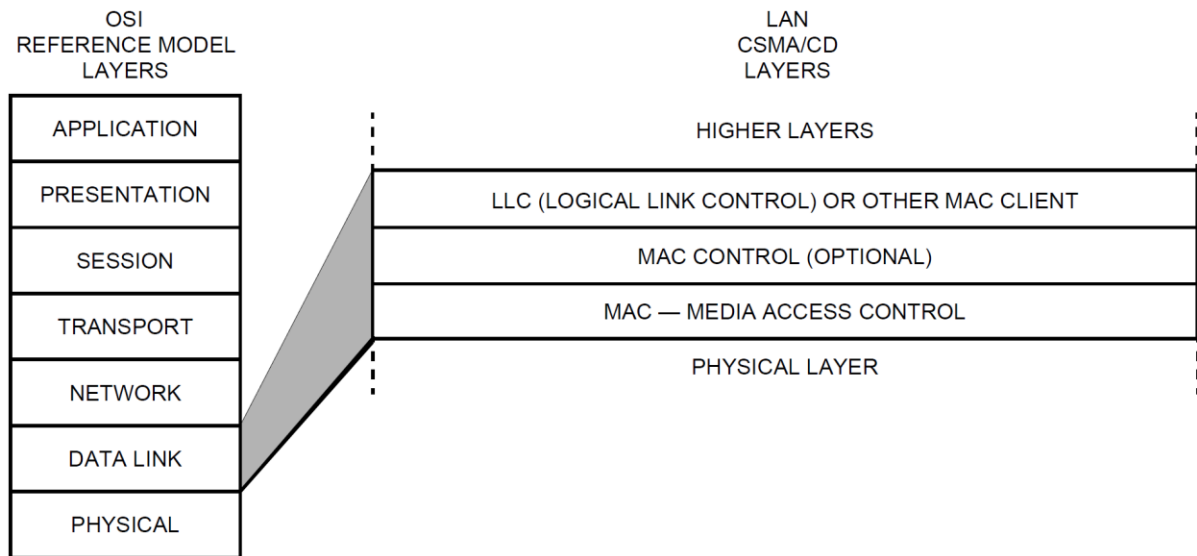 OSI
REFERENCE MODEL
LAYERS
APPLICATION
PRESENTATION
SESSION
TRANSPORT
NETWORK
DATA LINK
PHYSICAL
LAN
CSMA/CD
LAYERS
HIGHER LAYERS
LLC (LOGICAL LINK CONTROL) OR OTHER MAC CLIENT
MAC CONTROL (OPTIONAL)
MAC — MEDIA ACCESS CONTROL
PHYSICAL LAYER